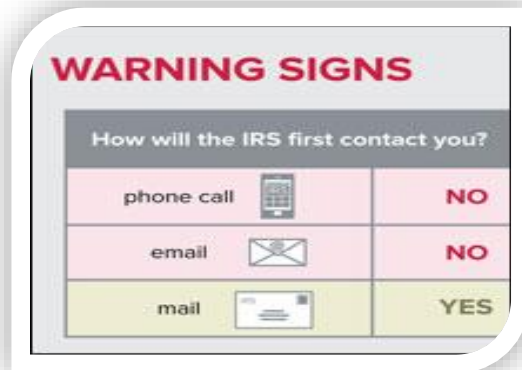 WARNING SIGNS
How will the IRS first contact you?
phone call NO
email NO
mail YES